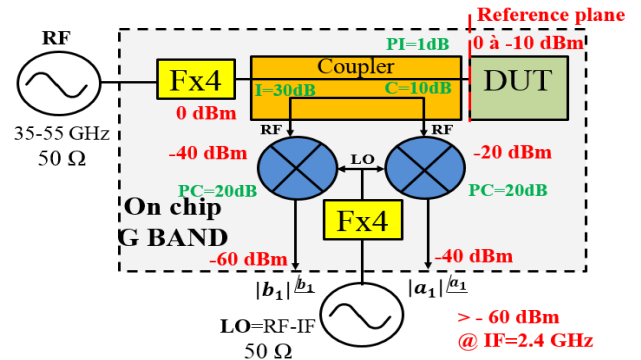 Reference plane
RF
PI=1dB
0 à -10 dBm
Coupler
Fx4
DUT
I=30dB
C=10dB
0 dBm
35-55 GHz
50 Ω
RF
RF
-40 dBm
LO
-20 dBm
PC=20dB
PC=20dB
On chip
G BAND
Fx4
-60 dBm
-40 dBm
|b₁| ∠b₁
|a₁| ∠a₁
LO=RF-IF
50 Ω
> - 60 dBm
@ IF=2.4 GHz